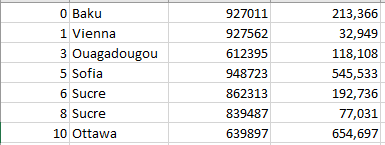 0 Baku 927011 213,366
1 Vienna 927562 32,949
3 Ouagadougou 612395 118,108
5 Sofia 948723 545,533
6 Sucre 862313 192,736
8 Sucre 839487 77,031
10 Ottawa 639897 654,697